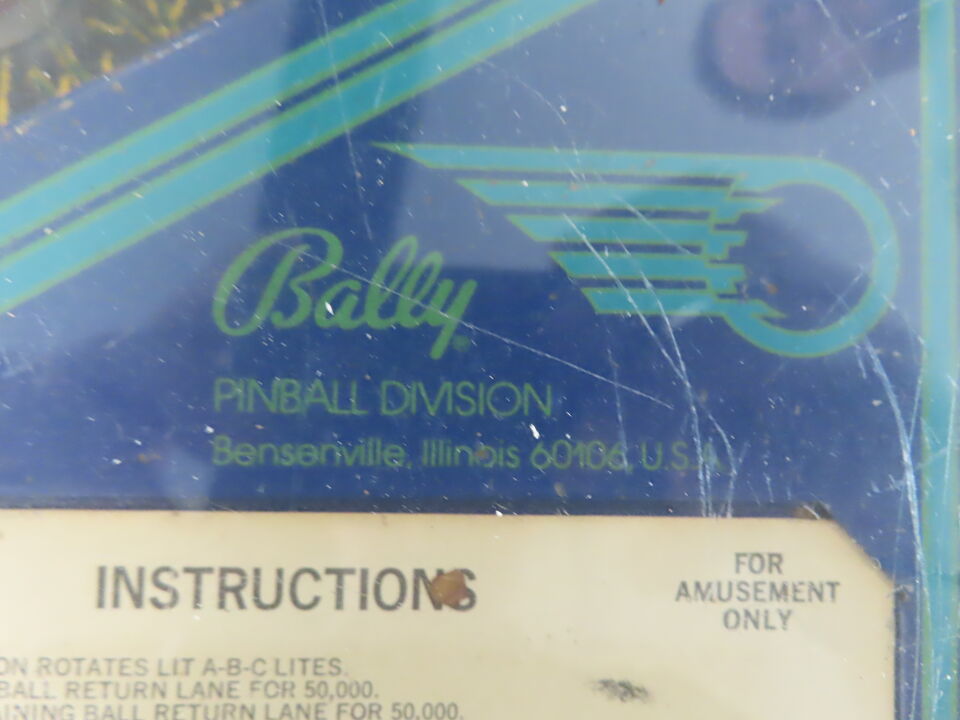 Bally
PINBALL DIVISION
Bensenville, Illinois 60106, U.S.A.
INSTRUCTIONS
FOR
AMUSEMENT
ONLY
ON ROTATES LIT A-B-C LITES.
BALL RETURN LANE FOR 50,000.
AINING BALL RETURN LANE FOR 50,000.